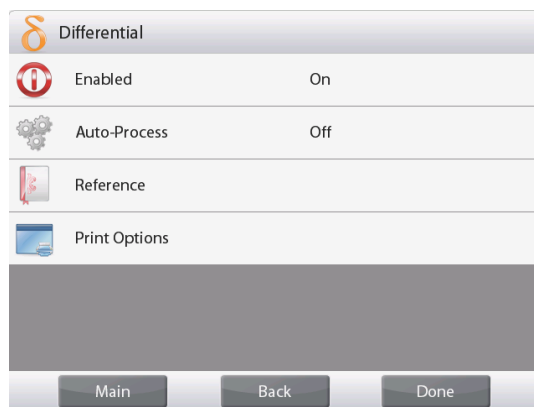 δ Differential
Enabled On
Auto-Process Off
Reference
Print Options
Main Back Done